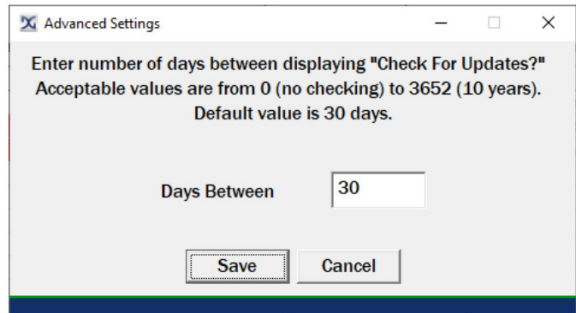 Advanced Settings
Enter number of days between displaying "Check For Updates?"
Acceptable values are from 0 (no checking) to 3652 (10 years).
Default value is 30 days.
Days Between 30
Save Cancel